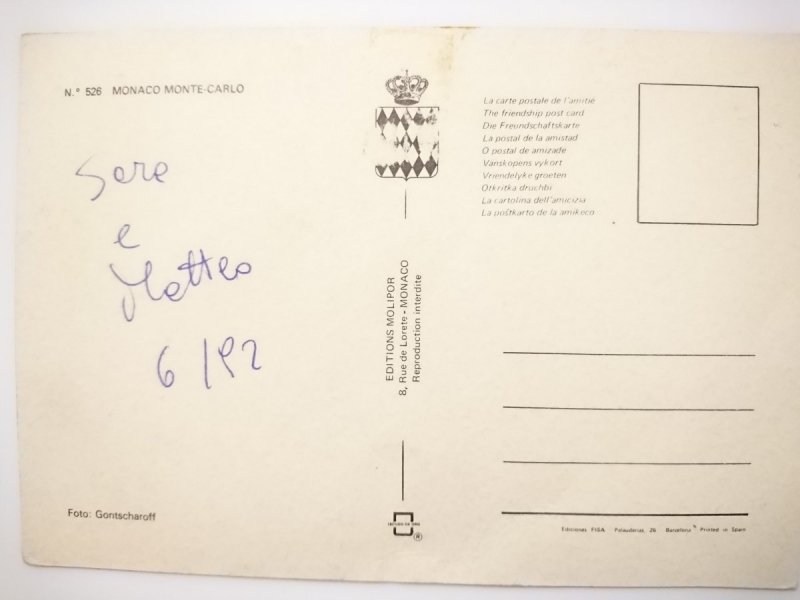 N.º 526 MONACO MONTE-CARLO
Sara
e
Matteo
6/92
Foto: Gontscharoff
EDITIONS MOLIPOR
8, Rue de Lorete - MONACO
Reproduction interdite
La carte postale de l'amitié
The friendship post card
Die Freundschaftskarte
La postal de la amistad
O postal de amizade
Vanskopens vykort
Vriendelyke groeten
Otkritka druchbi
La cartolina dell'amicizia
La poŝtkarto de la amikeco
Ediciones FISA. Palaudarias, 26 Barcelona Printed in Spain
®